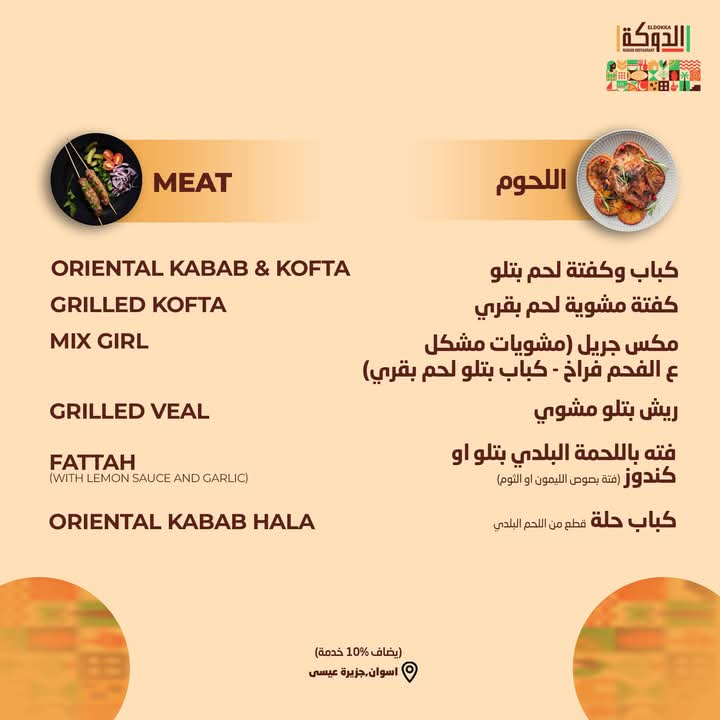 ELDOKKA
الدوكة
NUBIAN RESTAURANT
MEAT
اللحوم
ORIENTAL KABAB & KOFTA
كباب وكفتة لحم بتلو
GRILLED KOFTA
كفتة مشوية لحم بقري
MIX GIRL
مكس جريل (مشويات مشكل
ع الفحم فراخ - كباب بتلو لحم بقري)
GRILLED VEAL
ريش بتلو مشوي
FATTAH
(WITH LEMON SAUCE AND GARLIC)
فته باللحمة البلدي بتلو او
كندوز (فتة بصوص الليمون او الثوم)
ORIENTAL KABAB HALA
كباب حلة قطع من اللحم البلدي
(يضاف 10% خدمة)
اسوان,جزيرة عيسى